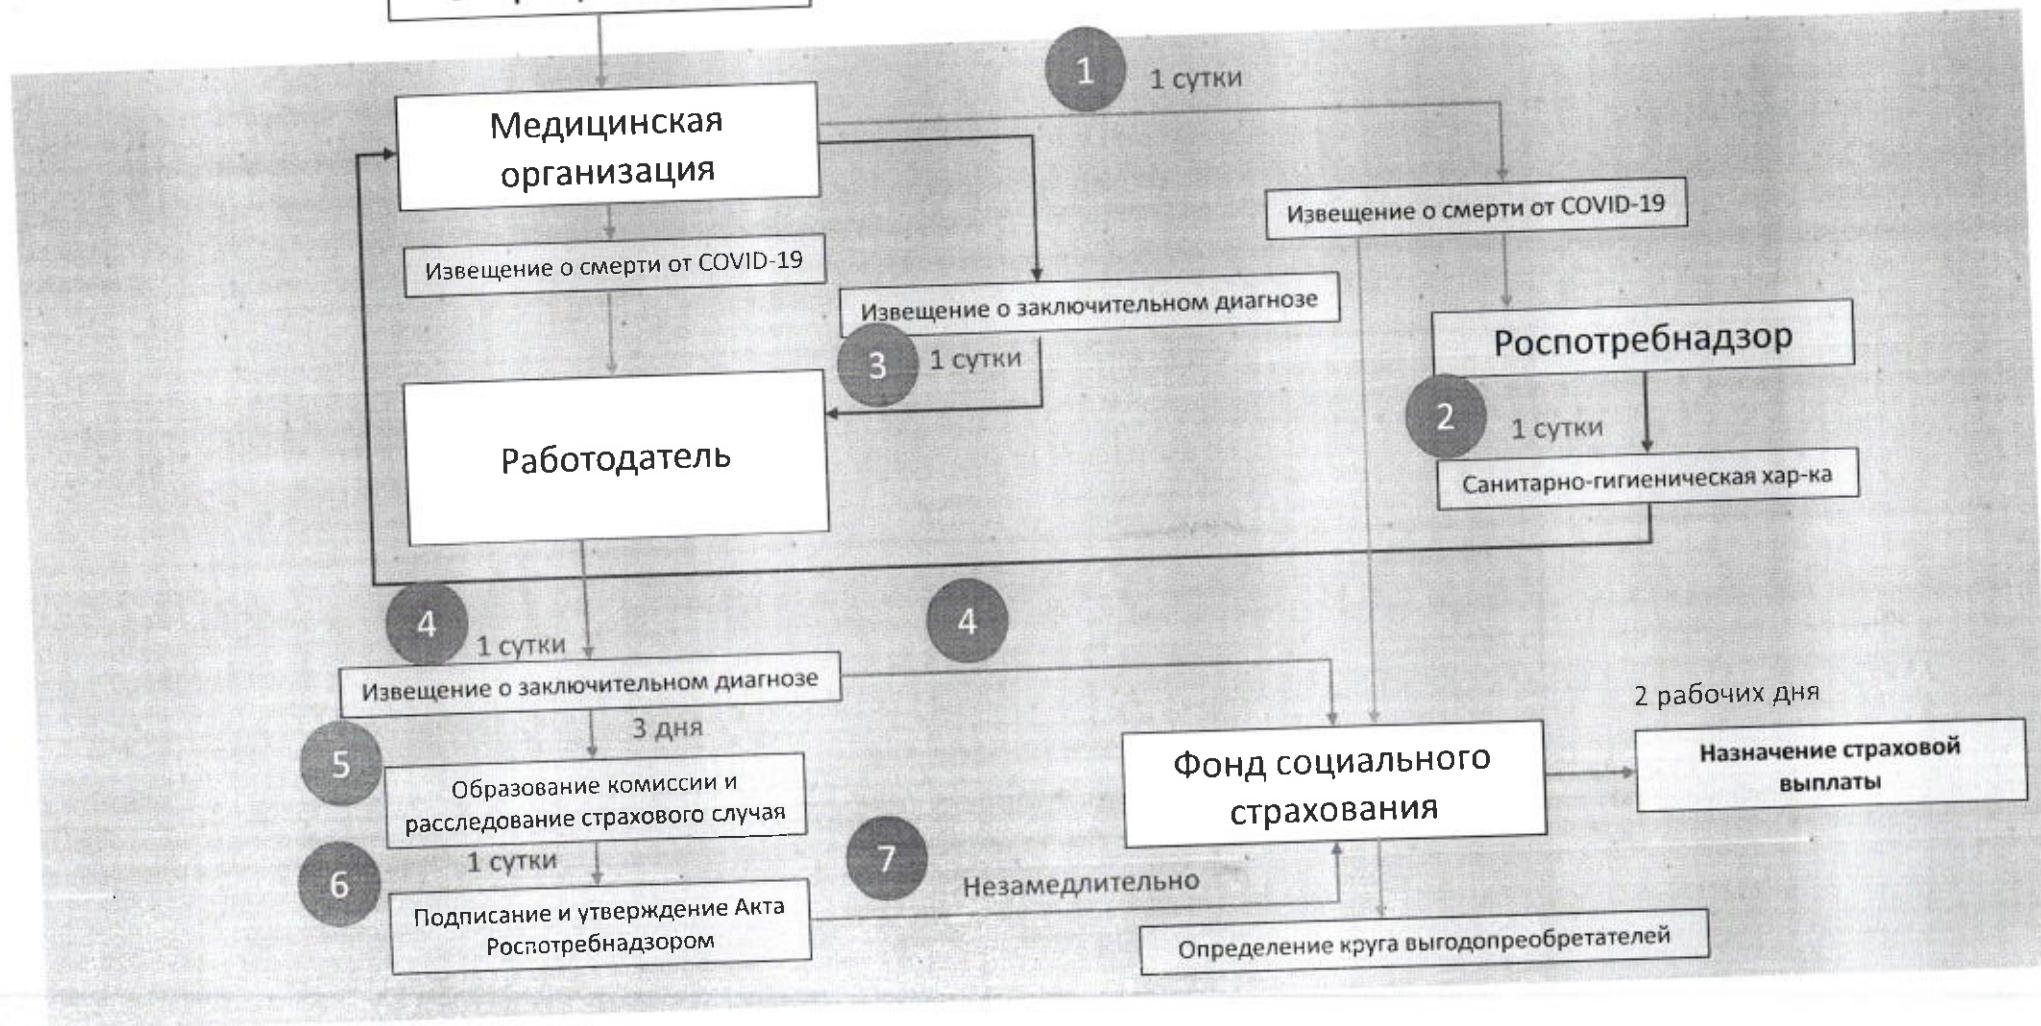 1
1 сутки
Медицинская
организация
Извещение о смерти от COVID-19
Извещение о смерти от COVID-19
Извещение о заключительном диагнозе
3
1 сутки
Роспотребнадзор
2
1 сутки
Санитарно-гигиеническая хар-ка
Работодатель
4
1 сутки
4
Извещение о заключительном диагнозе
3 дня
5
Образование комиссии и
расследование страхового случая
Фонд социального
страхования
2 рабочих дня
Назначение страховой
выплаты
1 сутки
6
Подписание и утверждение Акта
Роспотребнадзором
7
Незамедлительно
Определение круга выгодопреобретателей